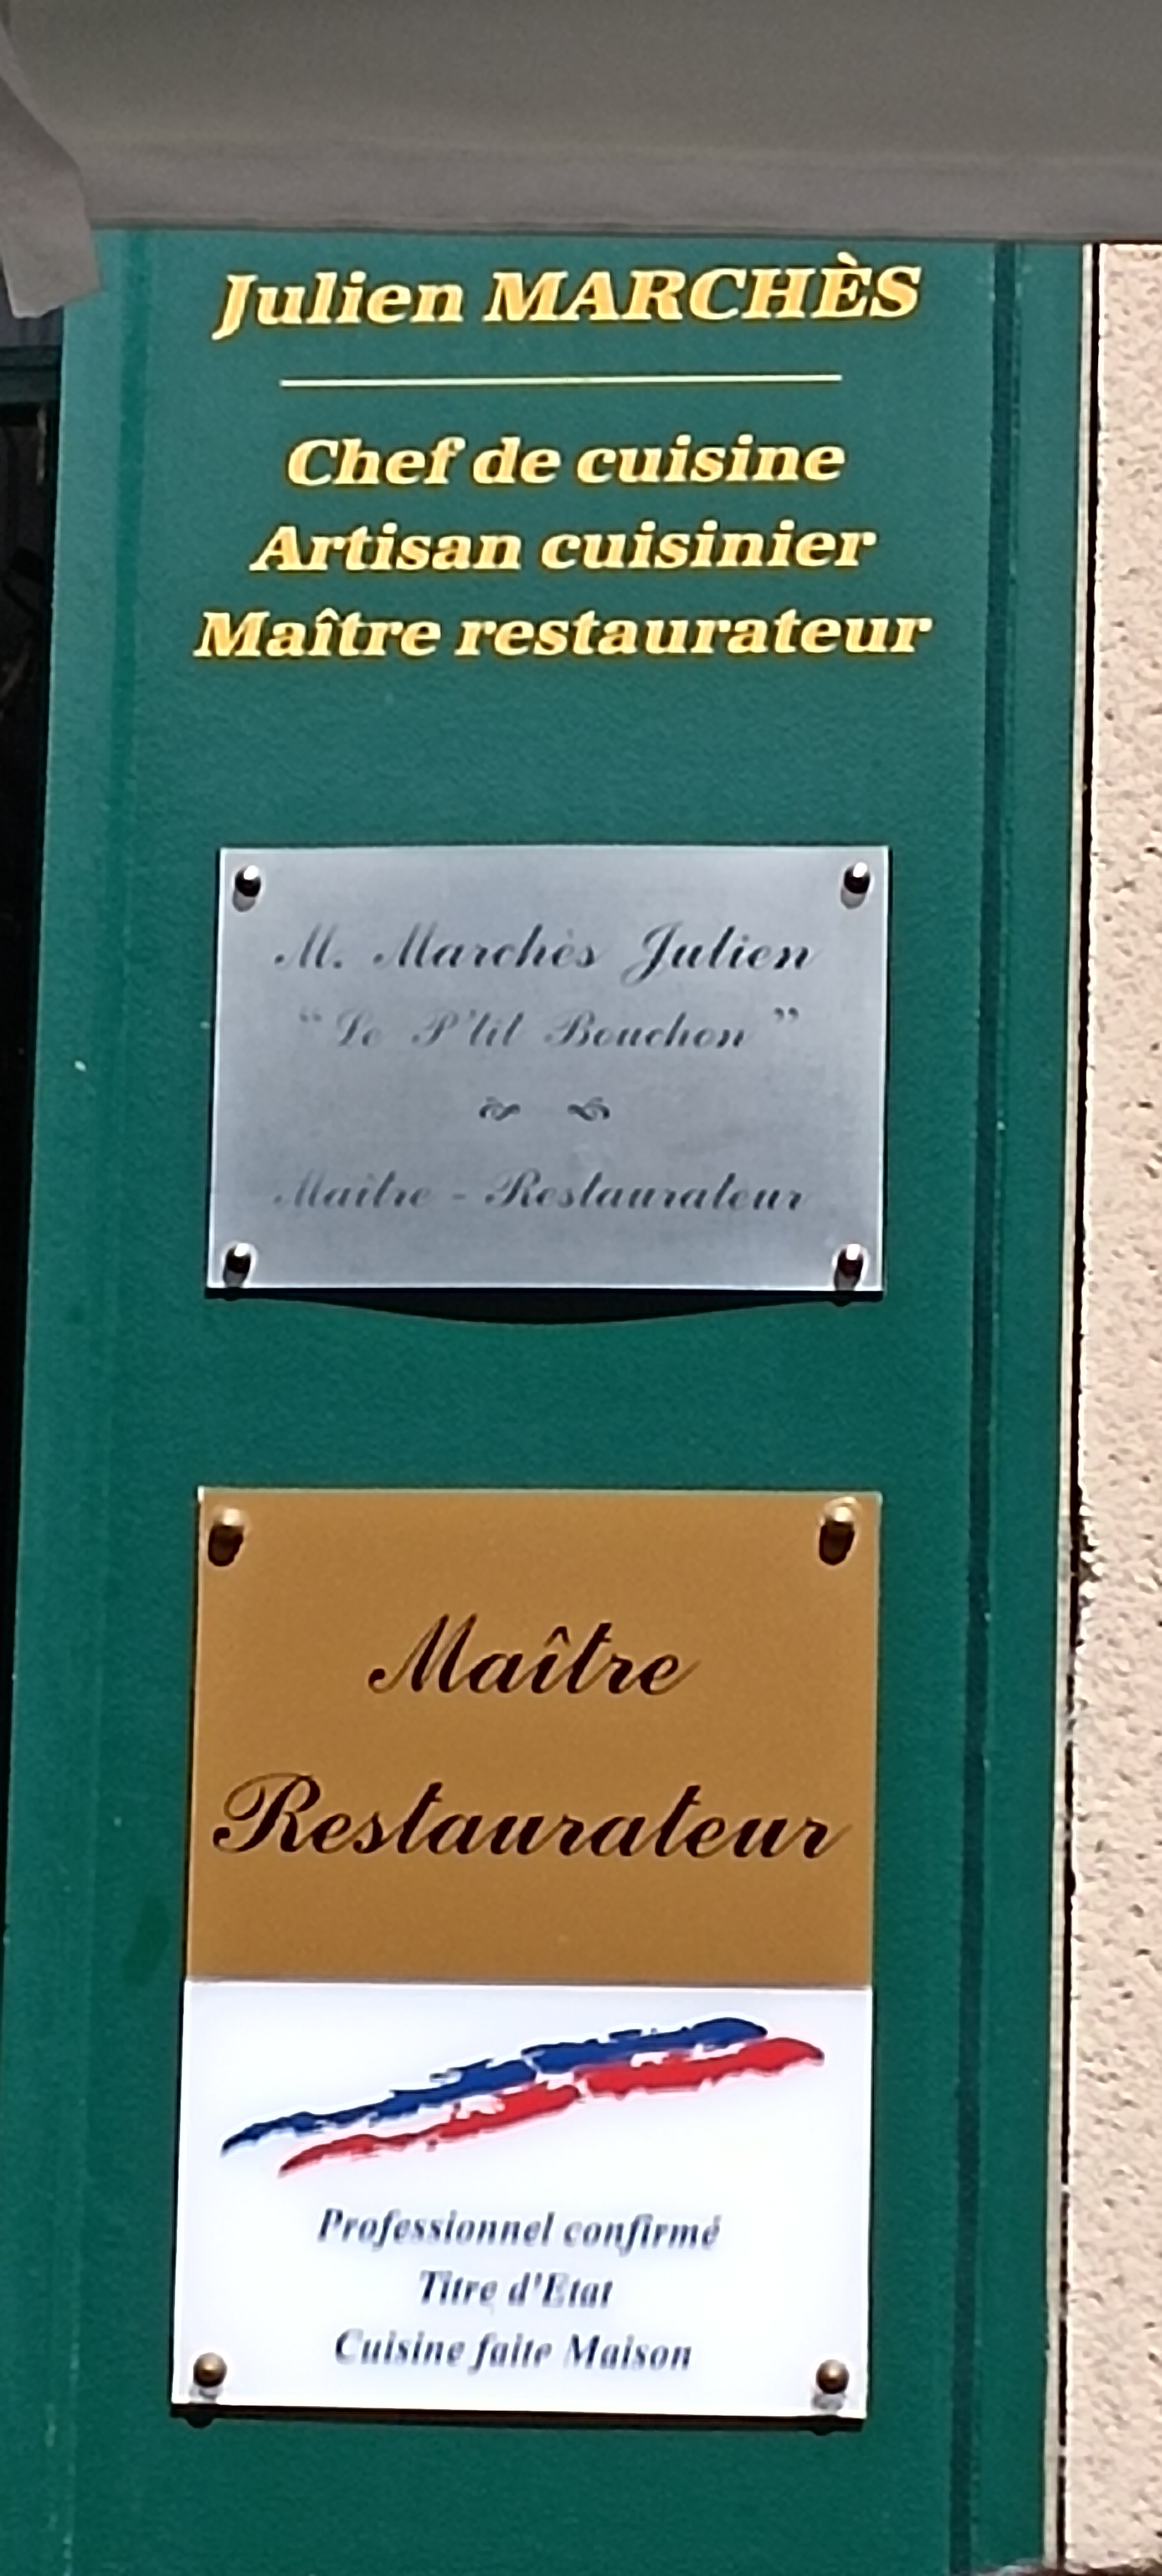 Julien MARCHÈS
Chef de cuisine
Artisan cuisinier
Maître restaurateur
M. Marchès Julien
“Le P'tit Bouchon”
Maître - Restaurateur
Maître
Restaurateur
Professionnel confirmé
Titre d'Etat
Cuisine faite Maison